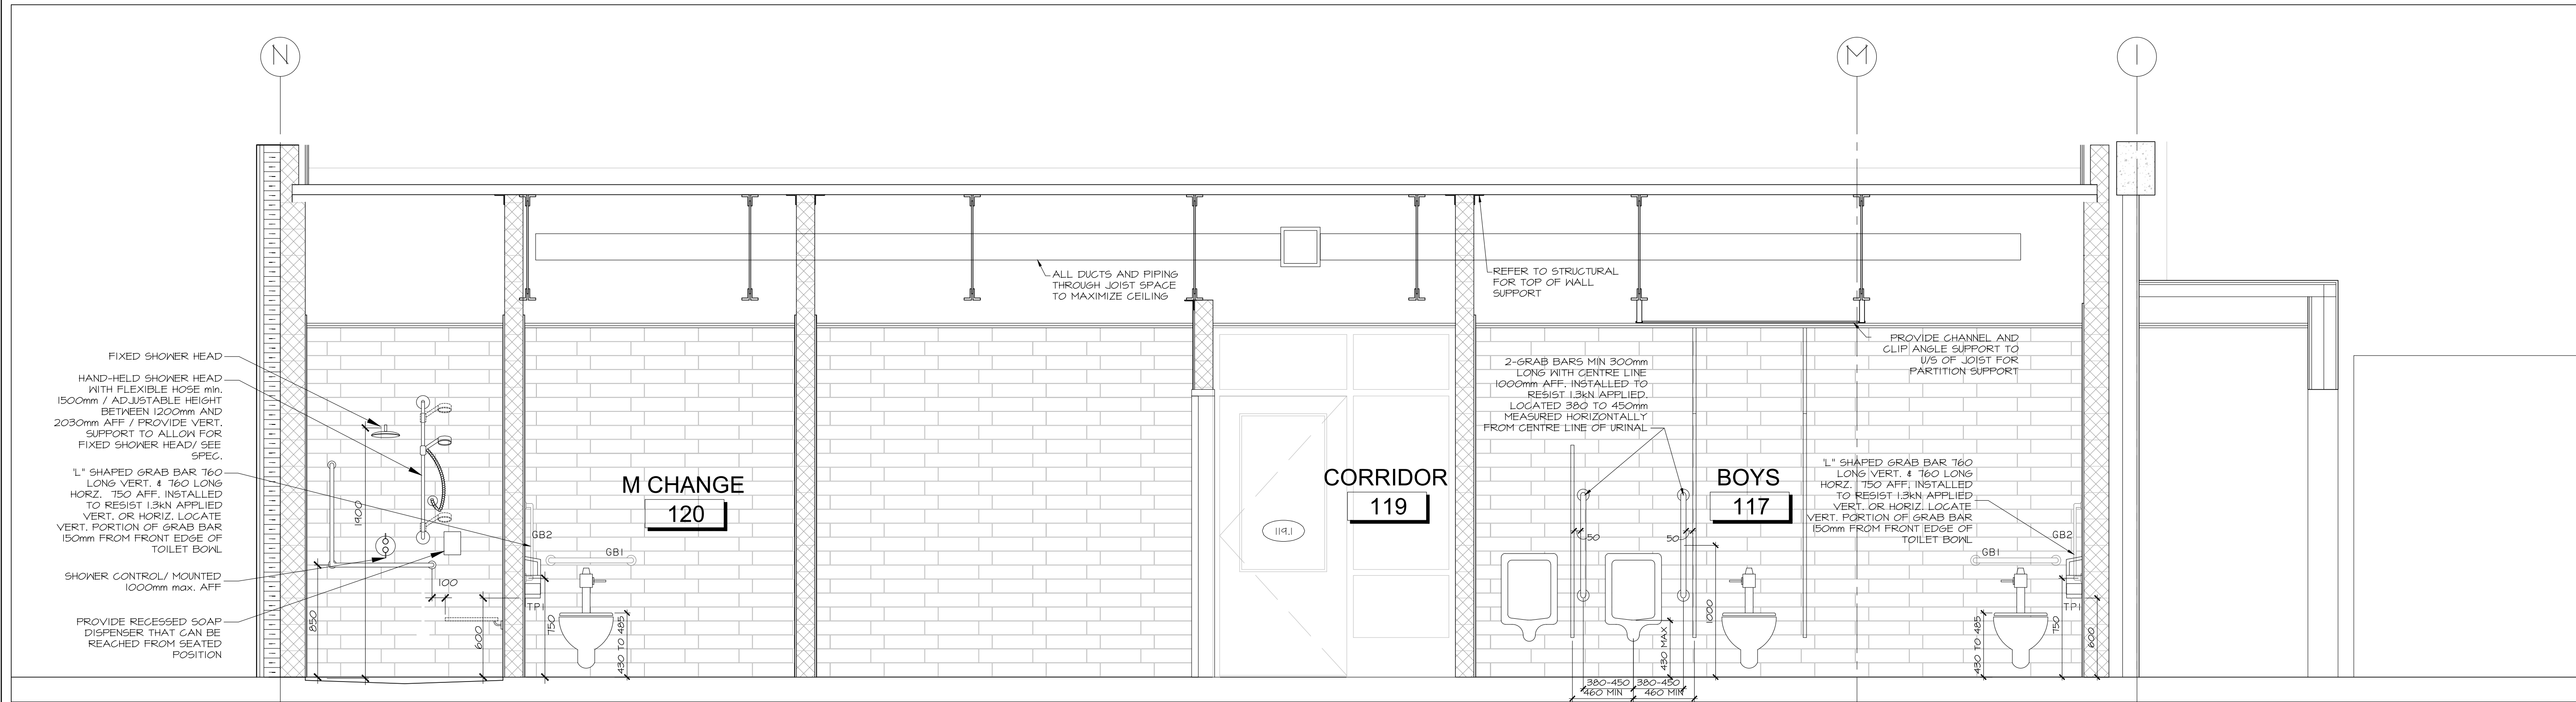 N
M
I
ALL DUCTS AND PIPING
THROUGH JOIST SPACE
TO MAXIMIZE CEILING
REFER TO STRUCTURAL
FOR TOP OF WALL
SUPPORT
PROVIDE CHANNEL AND
CLIP ANGLE SUPPORT TO
U/S OF JOIST FOR
PARTITION SUPPORT
FIXED SHOWER HEAD
HAND-HELD SHOWER HEAD
WITH FLEXIBLE HOSE min.
1500mm / ADJUSTABLE HEIGHT
BETWEEN 1200mm AND
2030mm AFF / PROVIDE VERT.
SUPPORT TO ALLOW FOR
FIXED SHOWER HEAD/ SEE
SPEC.
"L" SHAPED GRAB BAR 760
LONG VERT. & 760 LONG
HORZ. 750 AFF. INSTALLED
TO RESIST 1.3kN APPLIED
VERT. OR HORIZ. LOCATE
VERT. PORTION OF GRAB BAR
150mm FROM FRONT EDGE OF
TOILET BOWL
SHOWER CONTROL/ MOUNTED
1000mm max. AFF
PROVIDE RECESSED SOAP
DISPENSER THAT CAN BE
REACHED FROM SEATED
POSITION
850
1900
100
600
GB2
GB1
TP1
750
430 TO 485
M CHANGE
120
119.1
CORRIDOR
119
2-GRAB BARS MIN 300mm
LONG WITH CENTRE LINE
1000mm AFF. INSTALLED TO
RESIST 1.3kN APPLIED.
LOCATED 380 TO 450mm
MEASURED HORIZONTALLY
FROM CENTRE LINE OF URINAL
50
50
430 MAX
1000
380-450
380-450
460 MIN
460 MIN
BOYS
117
"L" SHAPED GRAB BAR 760
LONG VERT. & 760 LONG
HORZ. 750 AFF. INSTALLED
TO RESIST 1.3kN APPLIED
VERT. OR HORIZ. LOCATE
VERT. PORTION OF GRAB BAR
150mm FROM FRONT EDGE OF
TOILET BOWL
GB2
GB1
TP1
430 TO 485
750
600